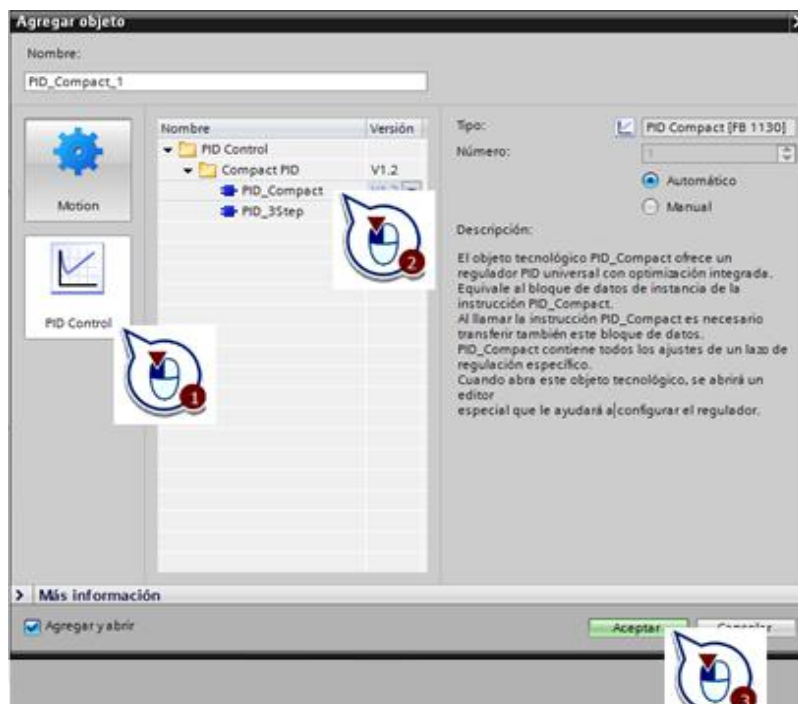 Agregar objeto
Nombre:
PID_Compact_1
Motion
PID Control
Nombre Versión
PID Control
Compact PID V1.2
PID_Compact
PID_3Step
2
1
Tipo: PID Compact [FB 1130]
Número: 1
Automático
Manual
Descripción:
El objeto tecnológico PID_Compact ofrece un
regulador PID universal con optimización integrada.
Equivale al bloque de datos de instancia de la
instrucción PID_Compact.
Al llamar la instrucción PID_Compact es necesario
transferir también este bloque de datos.
PID_Compact contiene todos los ajustes de un lazo de
regulación específico.
Cuando abra este objeto tecnológico, se abrirá un
editor
especial que le ayudará a configurar el regulador.
Más información
Agregar y abrir
Aceptar Cancelar
3